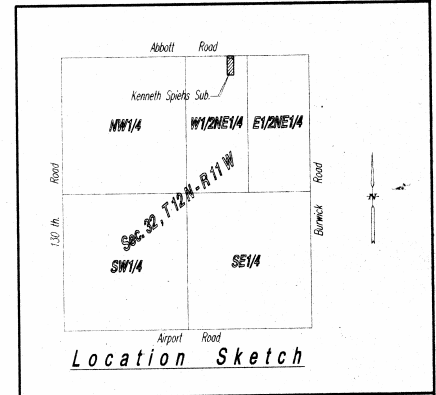 Abbott Road
Kenneth Spiehs Sub.
NW1/4 W1/2NE1/4 E1/2NE1/4
130 th. Road
Sec. 32, T 12 N - R 11 W
Burwick Road
N
SW1/4 SE1/4
Airport Road
Location Sketch